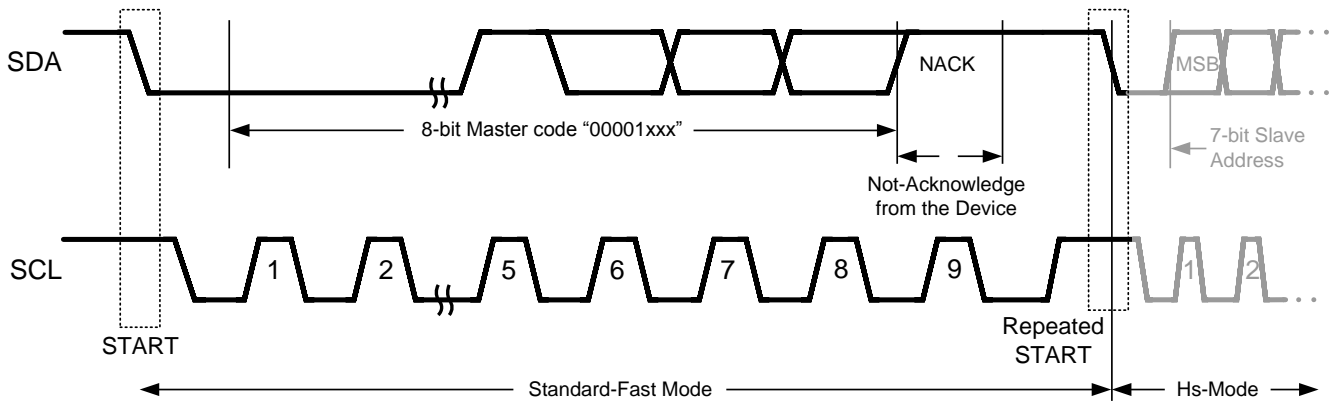 SDA
NACK
MSB
8-bit Master code “00001xxx”
7-bit Slave
Address
Not-Acknowledge
from the Device
SCL
1
2
5
6
7
8
9
1
2
START
Repeated
START
Standard-Fast Mode
Hs-Mode